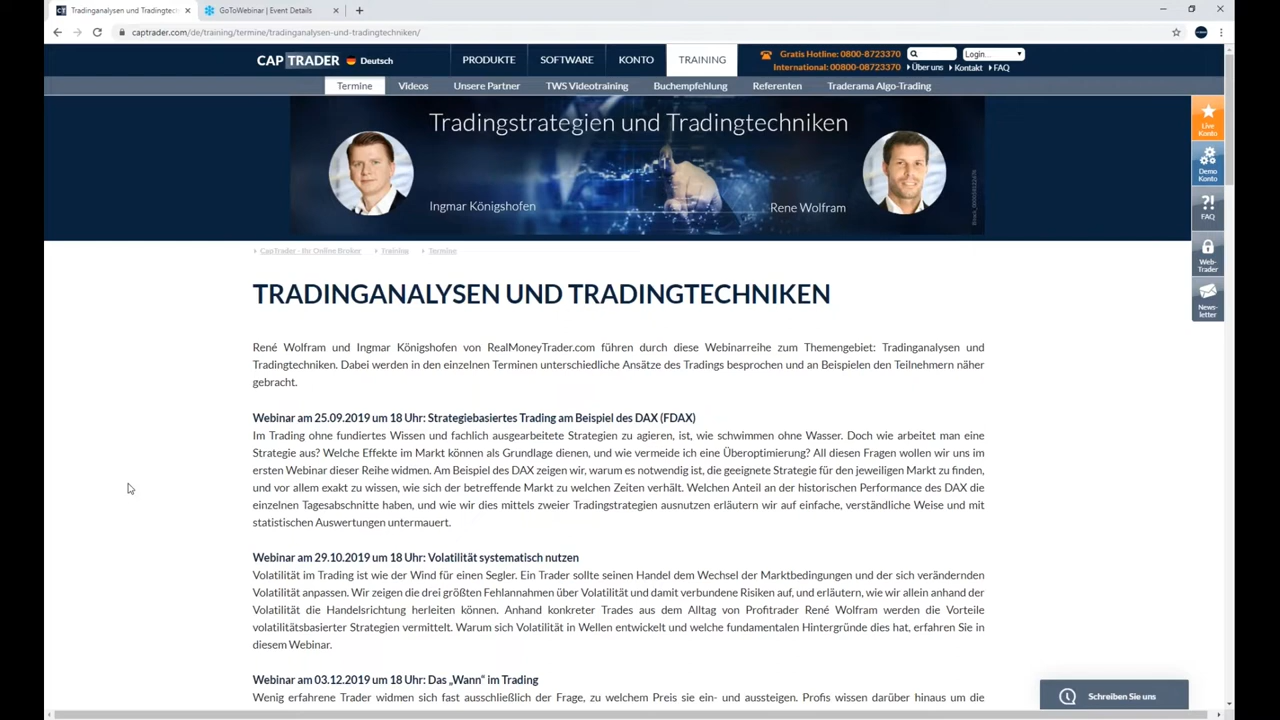 Tradinganalysen und Tradingtech
GoToWebinar | Event Details
captrader.com/de/training/termine/tradinganalysen-und-tradingtechniken/
CAPTRADER Deutsch
PRODUKTE SOFTWARE KONTO TRAINING
Gratis Hotline: 0800-8723370
International: 00800-08723370
Login...
Über uns Kontakt FAQ
Termine Videos Unsere Partner TWS Videotraining Buchempfehlung Referenten Traderama Algo-Trading
Tradingstrategien und Tradingtechniken
Ingmar Königshofen
Rene Wolfram
Live
Konto
Demo
Konto
?!
FAQ
Web-
Trader
News-
letter
CapTrader - Ihr Online Broker Training Termine
TRADINGANALYSEN UND TRADINGTECHNIKEN
René Wolfram und Ingmar Königshofen von RealMoneyTrader.com führen durch diese Webinarreihe zum Themengebiet: Tradinganalysen und
Tradingtechniken. Dabei werden in den einzelnen Terminen unterschiedliche Ansätze des Tradings besprochen und an Beispielen den Teilnehmern näher
gebracht.
Webinar am 25.09.2019 um 18 Uhr: Strategiebasiertes Trading am Beispiel des DAX (FDAX)
Im Trading ohne fundiertes Wissen und fachlich ausgearbeitete Strategien zu agieren, ist, wie schwimmen ohne Wasser. Doch wie arbeitet man eine
Strategie aus? Welche Effekte im Markt können als Grundlage dienen, und wie vermeide ich eine Überoptimierung? All diesen Fragen wollen wir uns im
ersten Webinar dieser Reihe widmen. Am Beispiel des DAX zeigen wir, warum es notwendig ist, die geeignete Strategie für den jeweiligen Markt zu finden,
und vor allem exakt zu wissen, wie sich der betreffende Markt zu welchen Zeiten verhält. Welchen Anteil an der historischen Performance des DAX die
einzelnen Tagesabschnitte haben, und wie wir dies mittels zweier Tradingstrategien ausnutzen erläutern wir auf einfache, verständliche Weise und mit
statistischen Auswertungen untermauert.
Webinar am 29.10.2019 um 18 Uhr: Volatilität systematisch nutzen
Volatilität im Trading ist wie der Wind für einen Segler. Ein Trader sollte seinen Handel dem Wechsel der Marktbedingungen und der sich verändernden
Volatilität anpassen. Wir zeigen die drei größten Fehlannahmen über Volatilität und damit verbundene Risiken auf, und erläutern, wie wir allein anhand der
Volatilität die Handelsrichtung herleiten können. Anhand konkreter Trades aus dem Alltag von Profitrader René Wolfram werden die Vorteile
volatilitätsbasierter Strategien vermittelt. Warum sich Volatilität in Wellen entwickelt und welche fundamentalen Hintergründe dies hat, erfahren Sie in
diesem Webinar.
Webinar am 03.12.2019 um 18 Uhr: Das „Wann“ im Trading
Wenig erfahrene Trader widmen sich fast ausschließlich der Frage, zu welchem Preis sie ein- und aussteigen. Profis wissen darüber hinaus um die
Schreiben Sie uns